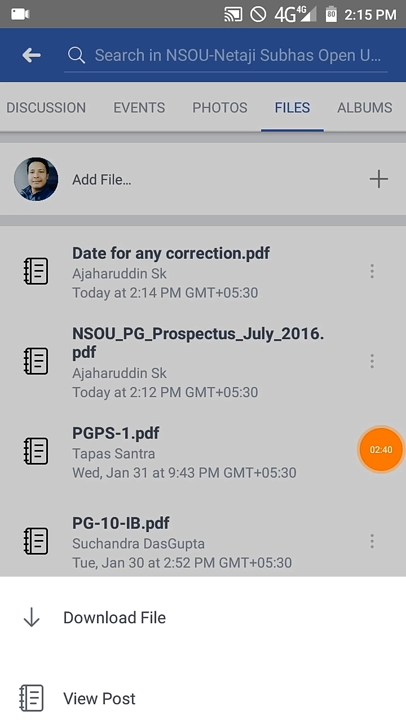 4G 4G 80 2:15 PM
Search in NSOU-Netaji Subhas Open U...
DISCUSSION EVENTS PHOTOS FILES ALBUMS
Add File...
Date for any correction.pdf
Ajaharuddin Sk
Today at 2:14 PM GMT+05:30
NSOU_PG_Prospectus_July_2016.
pdf
Ajaharuddin Sk
Today at 2:12 PM GMT+05:30
PGPS-1.pdf
Tapas Santra
02:40
Wed, Jan 31 at 9:43 PM GMT+05:30
PG-10-IB.pdf
Suchandra DasGupta
Tue, Jan 30 at 2:52 PM GMT+05:30
Download File
View Post